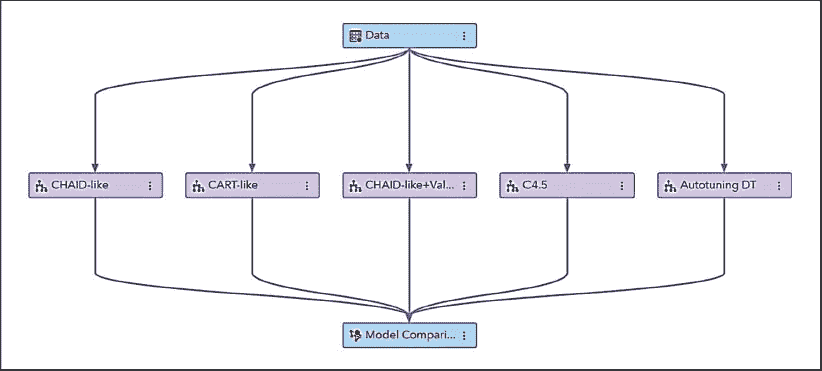 Data
CHAID-like
CART-like
CHAID-like+Val...
C4.5
Autotuning DT
Model Compari...